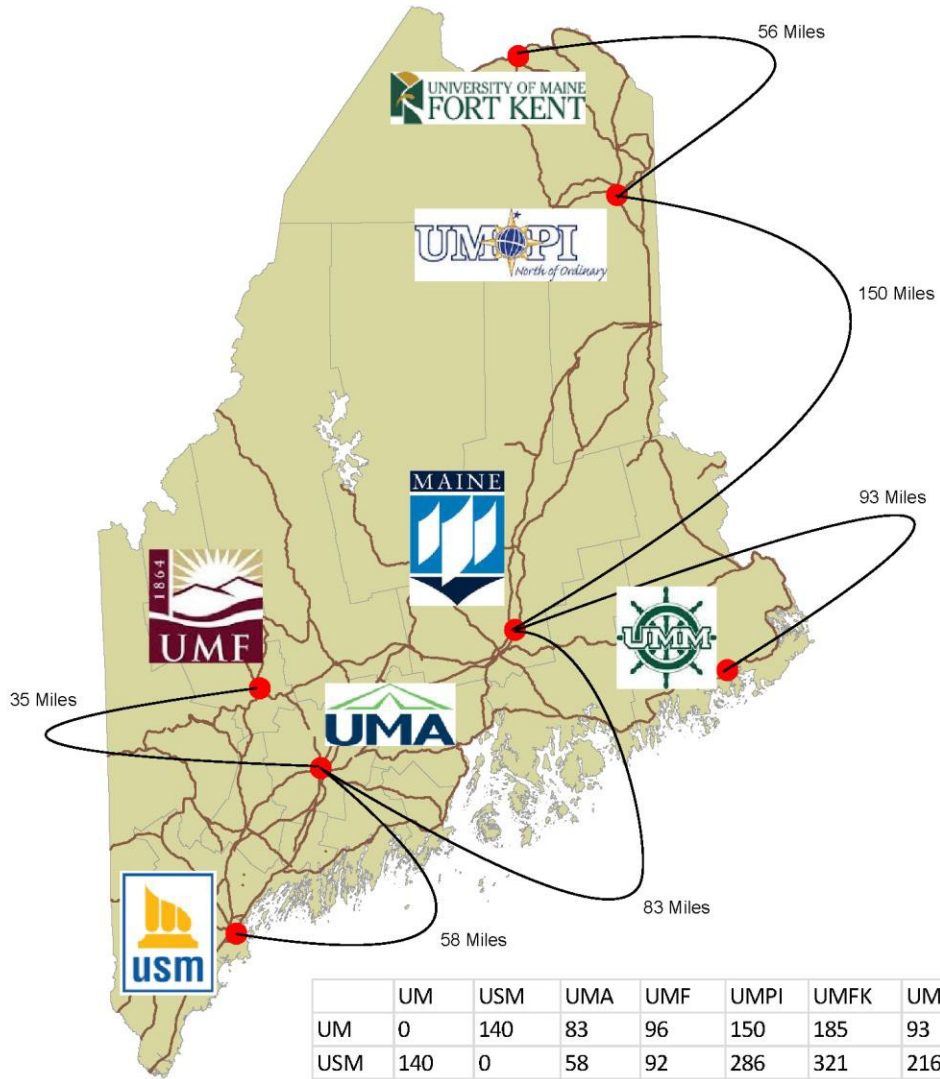 56 Miles
UNIVERSITY OF MAINE
FORT KENT
UM PI
North of Ordinary
150 Miles
MAINE
93 Miles
1864
UMF
UMM
35 Miles
UMA
83 Miles
usm
58 Miles
UM USM UMA UMF UMPI UMFK UM
UM 0 140 83 96 150 185 93
USM 140 0 58 92 286 321 216